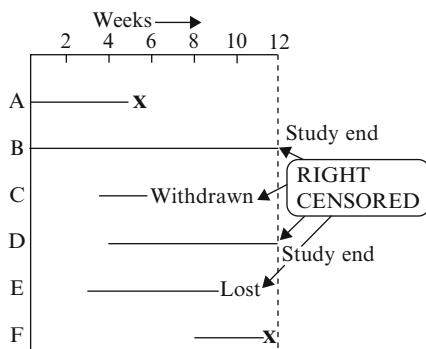 Weeks
2 4 6 8 10 12
A X
Study end
B
RIGHT
CENSORED
C Withdrawn
D
Study end
E Lost
F X